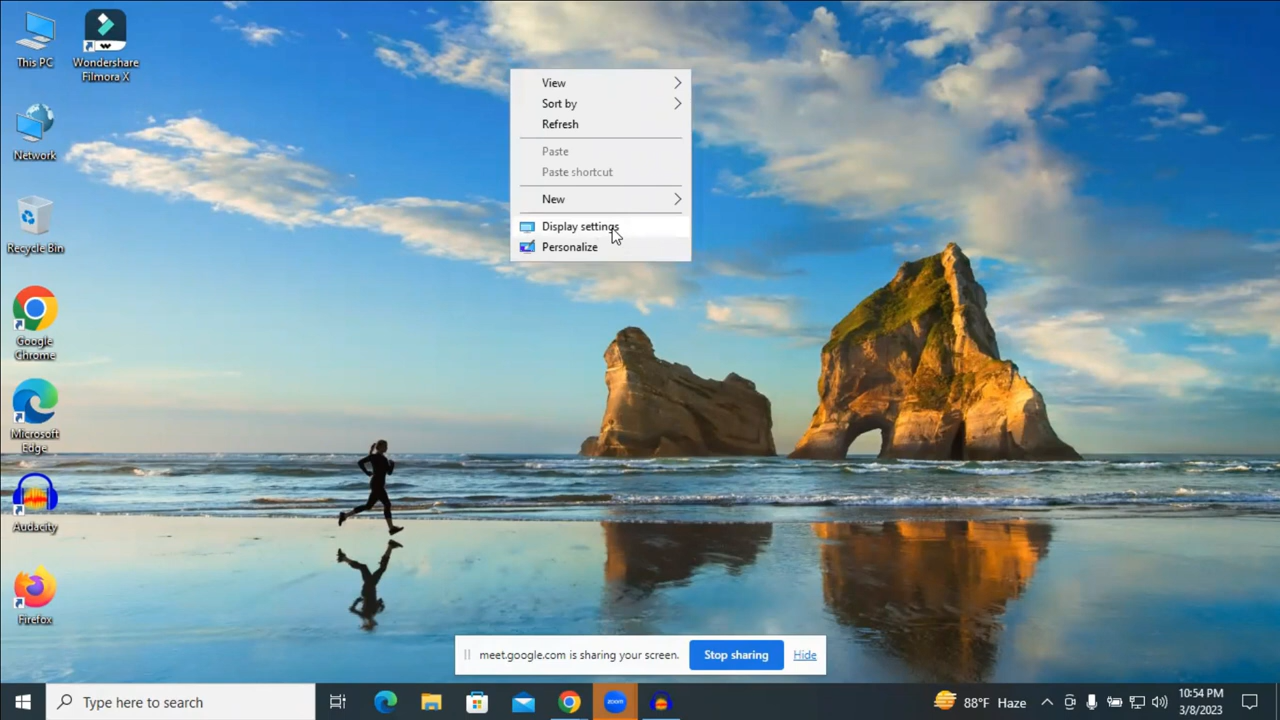 This PC
Wondershare
Filmora X
Network
Recycle Bin
Google
Chrome
Microsoft
Edge
Audacity
Firefox
View
Sort by
Refresh
Paste
Paste shortcut
New
Display settings
Personalize
meet.google.com is sharing your screen.
Stop sharing
Hide
Type here to search
zoom
88°F Haze
10:54 PM
3/8/2023